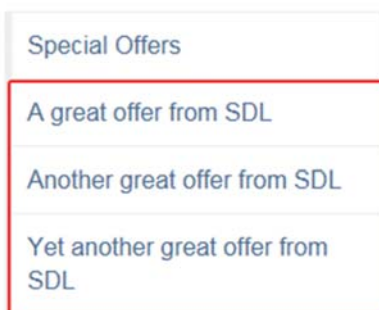 Special Offers
A great offer from SDL
Another great offer from SDL
Yet another great offer from
SDL